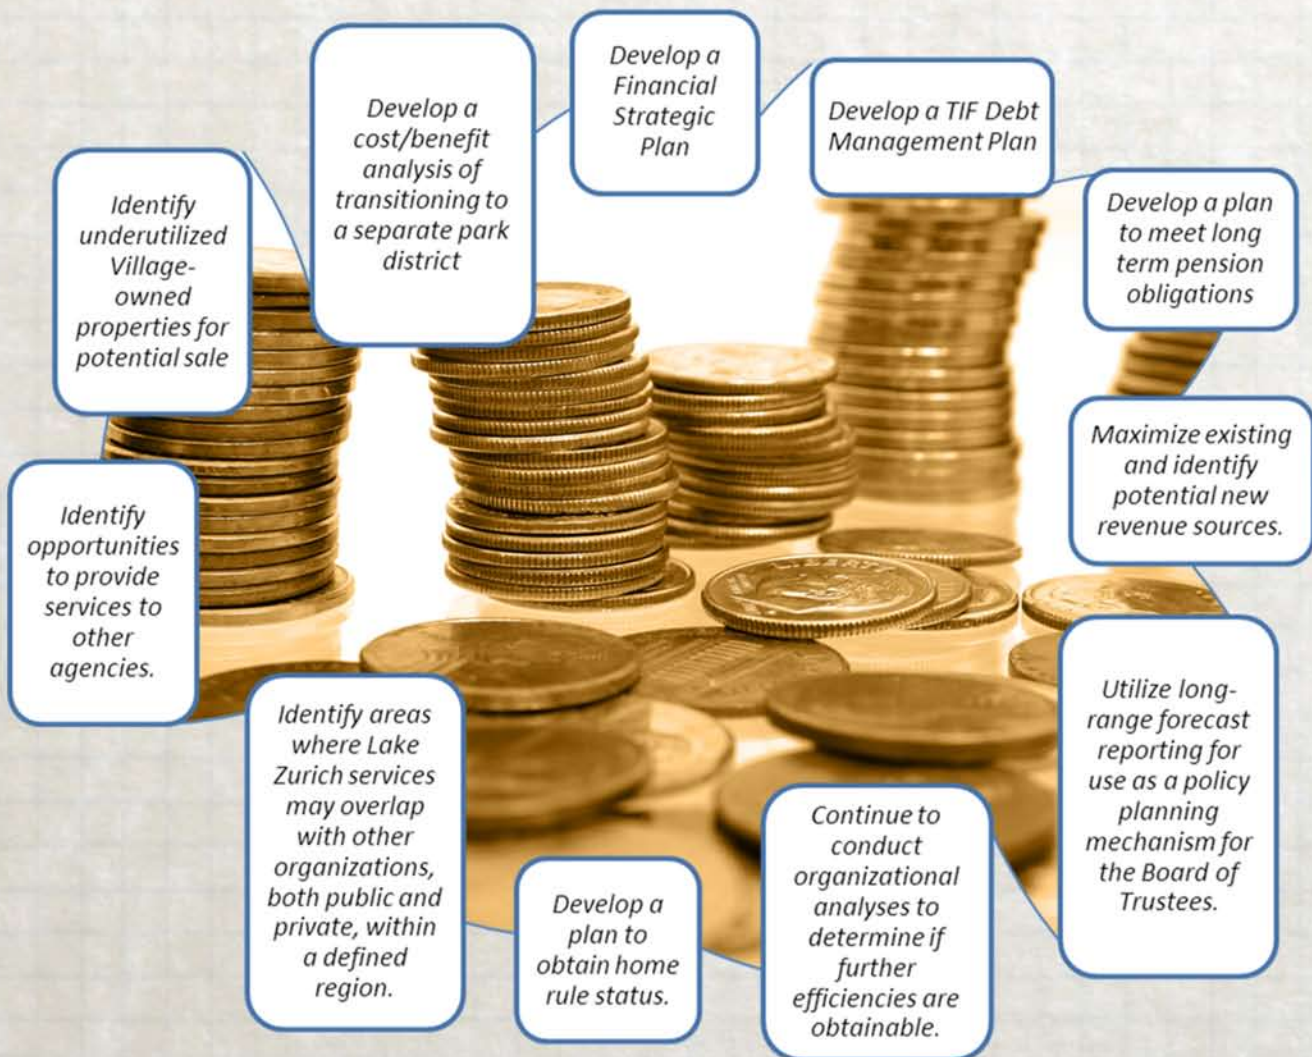 Develop a
Financial
Strategic
Plan
Develop a TIF Debt
Management Plan
Develop a plan
to meet long
term pension
obligations
Maximize existing
and identify
potential new
revenue sources.
Utilize long-
range forecast
reporting for
use as a policy
planning
mechanism for
the Board of
Trustees.
Continue to
conduct
organizational
analyses to
determine if
further
efficiencies are
obtainable.
Develop a
plan to
obtain home
rule status.
Identify areas
where Lake
Zurich services
may overlap
with other
organizations,
both public and
private, within
a defined
region.
Identify
opportunities
to provide
services to
other
agencies.
Identify
underutilized
Village-
owned
properties for
potential sale
Develop a
cost/benefit
analysis of
transitioning to
a separate park
district
LIBERTY